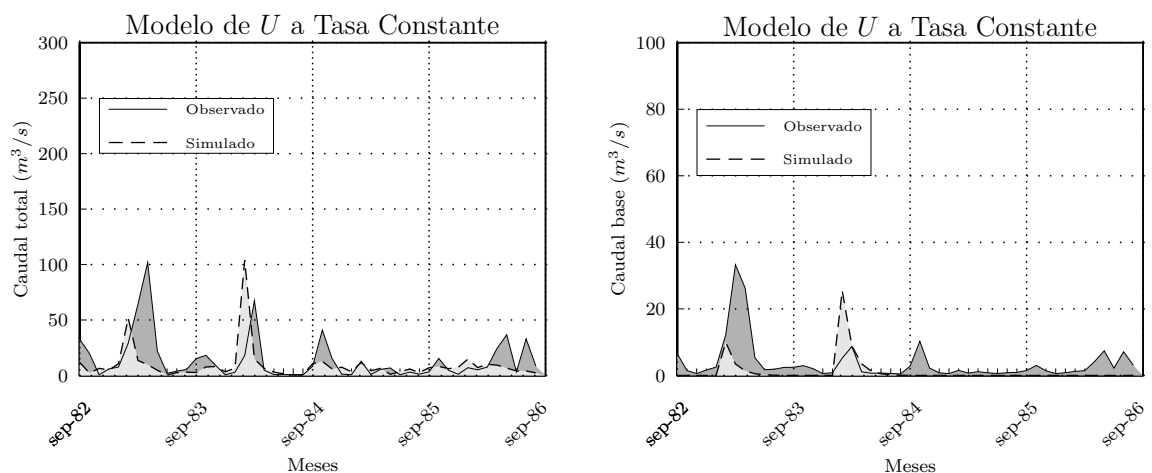 Modelo de U a Tasa Constante
300
250
200
150
100
50
0
Caudal total (m³/s)
Observado
Simulado
sep-82
sep-83
sep-84
sep-85
sep-86
Meses
Modelo de U a Tasa Constante
100
80
60
40
20
0
Caudal base (m³/s)
Observado
Simulado
sep-82
sep-83
sep-84
sep-85
sep-86
Meses